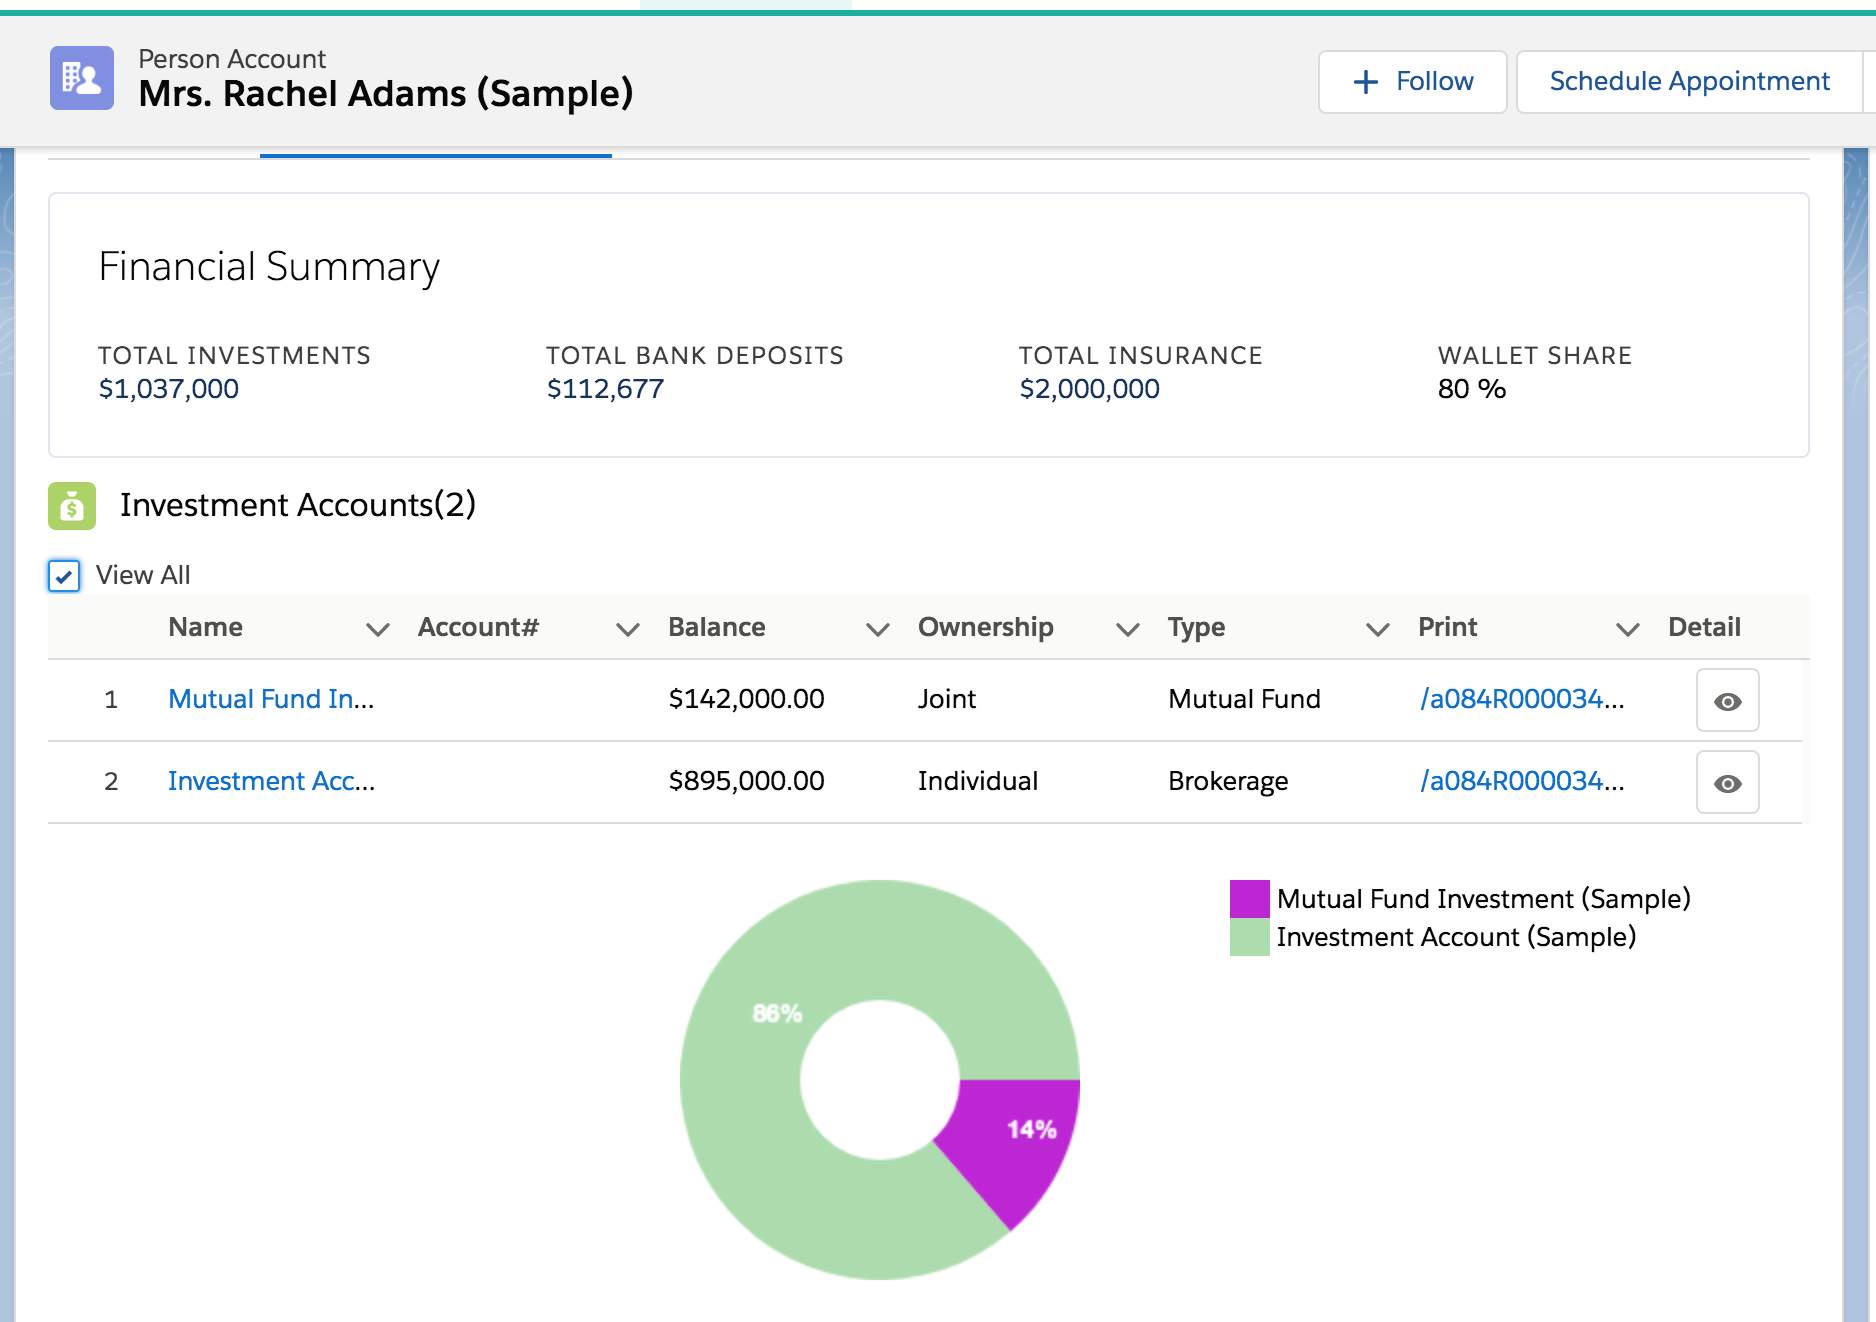 Person Account
Mrs. Rachel Adams (Sample)
Follow
Schedule Appointment
Financial Summary
TOTAL INVESTMENTS TOTAL BANK DEPOSITS TOTAL INSURANCE WALLET SHARE
$1,037,000 $112,677 $2,000,000 80 %
Investment Accounts(2)
View All
Name Account# Balance Ownership Type Print Detail
1 Mutual Fund In... $142,000.00 Joint Mutual Fund /a084R000034...
2 Investment Acc... $895,000.00 Individual Brokerage /a084R000034...
Mutual Fund Investment (Sample)
Investment Account (Sample)
86%
14%